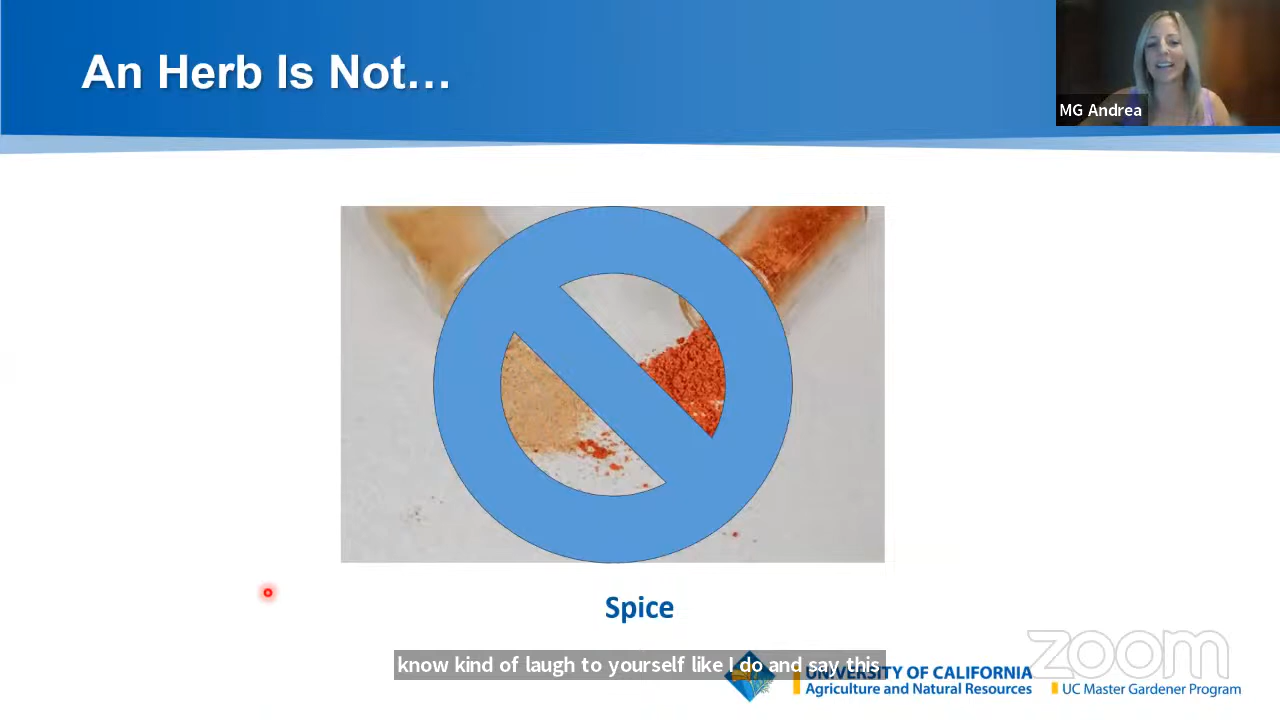 An Herb Is Not...
MG Andrea
Spice
know kind of laugh to yourself like I do and say this
UNIVERSITY OF CALIFORNIA
Agriculture and Natural Resources
UC Master Gardener Program
zoom